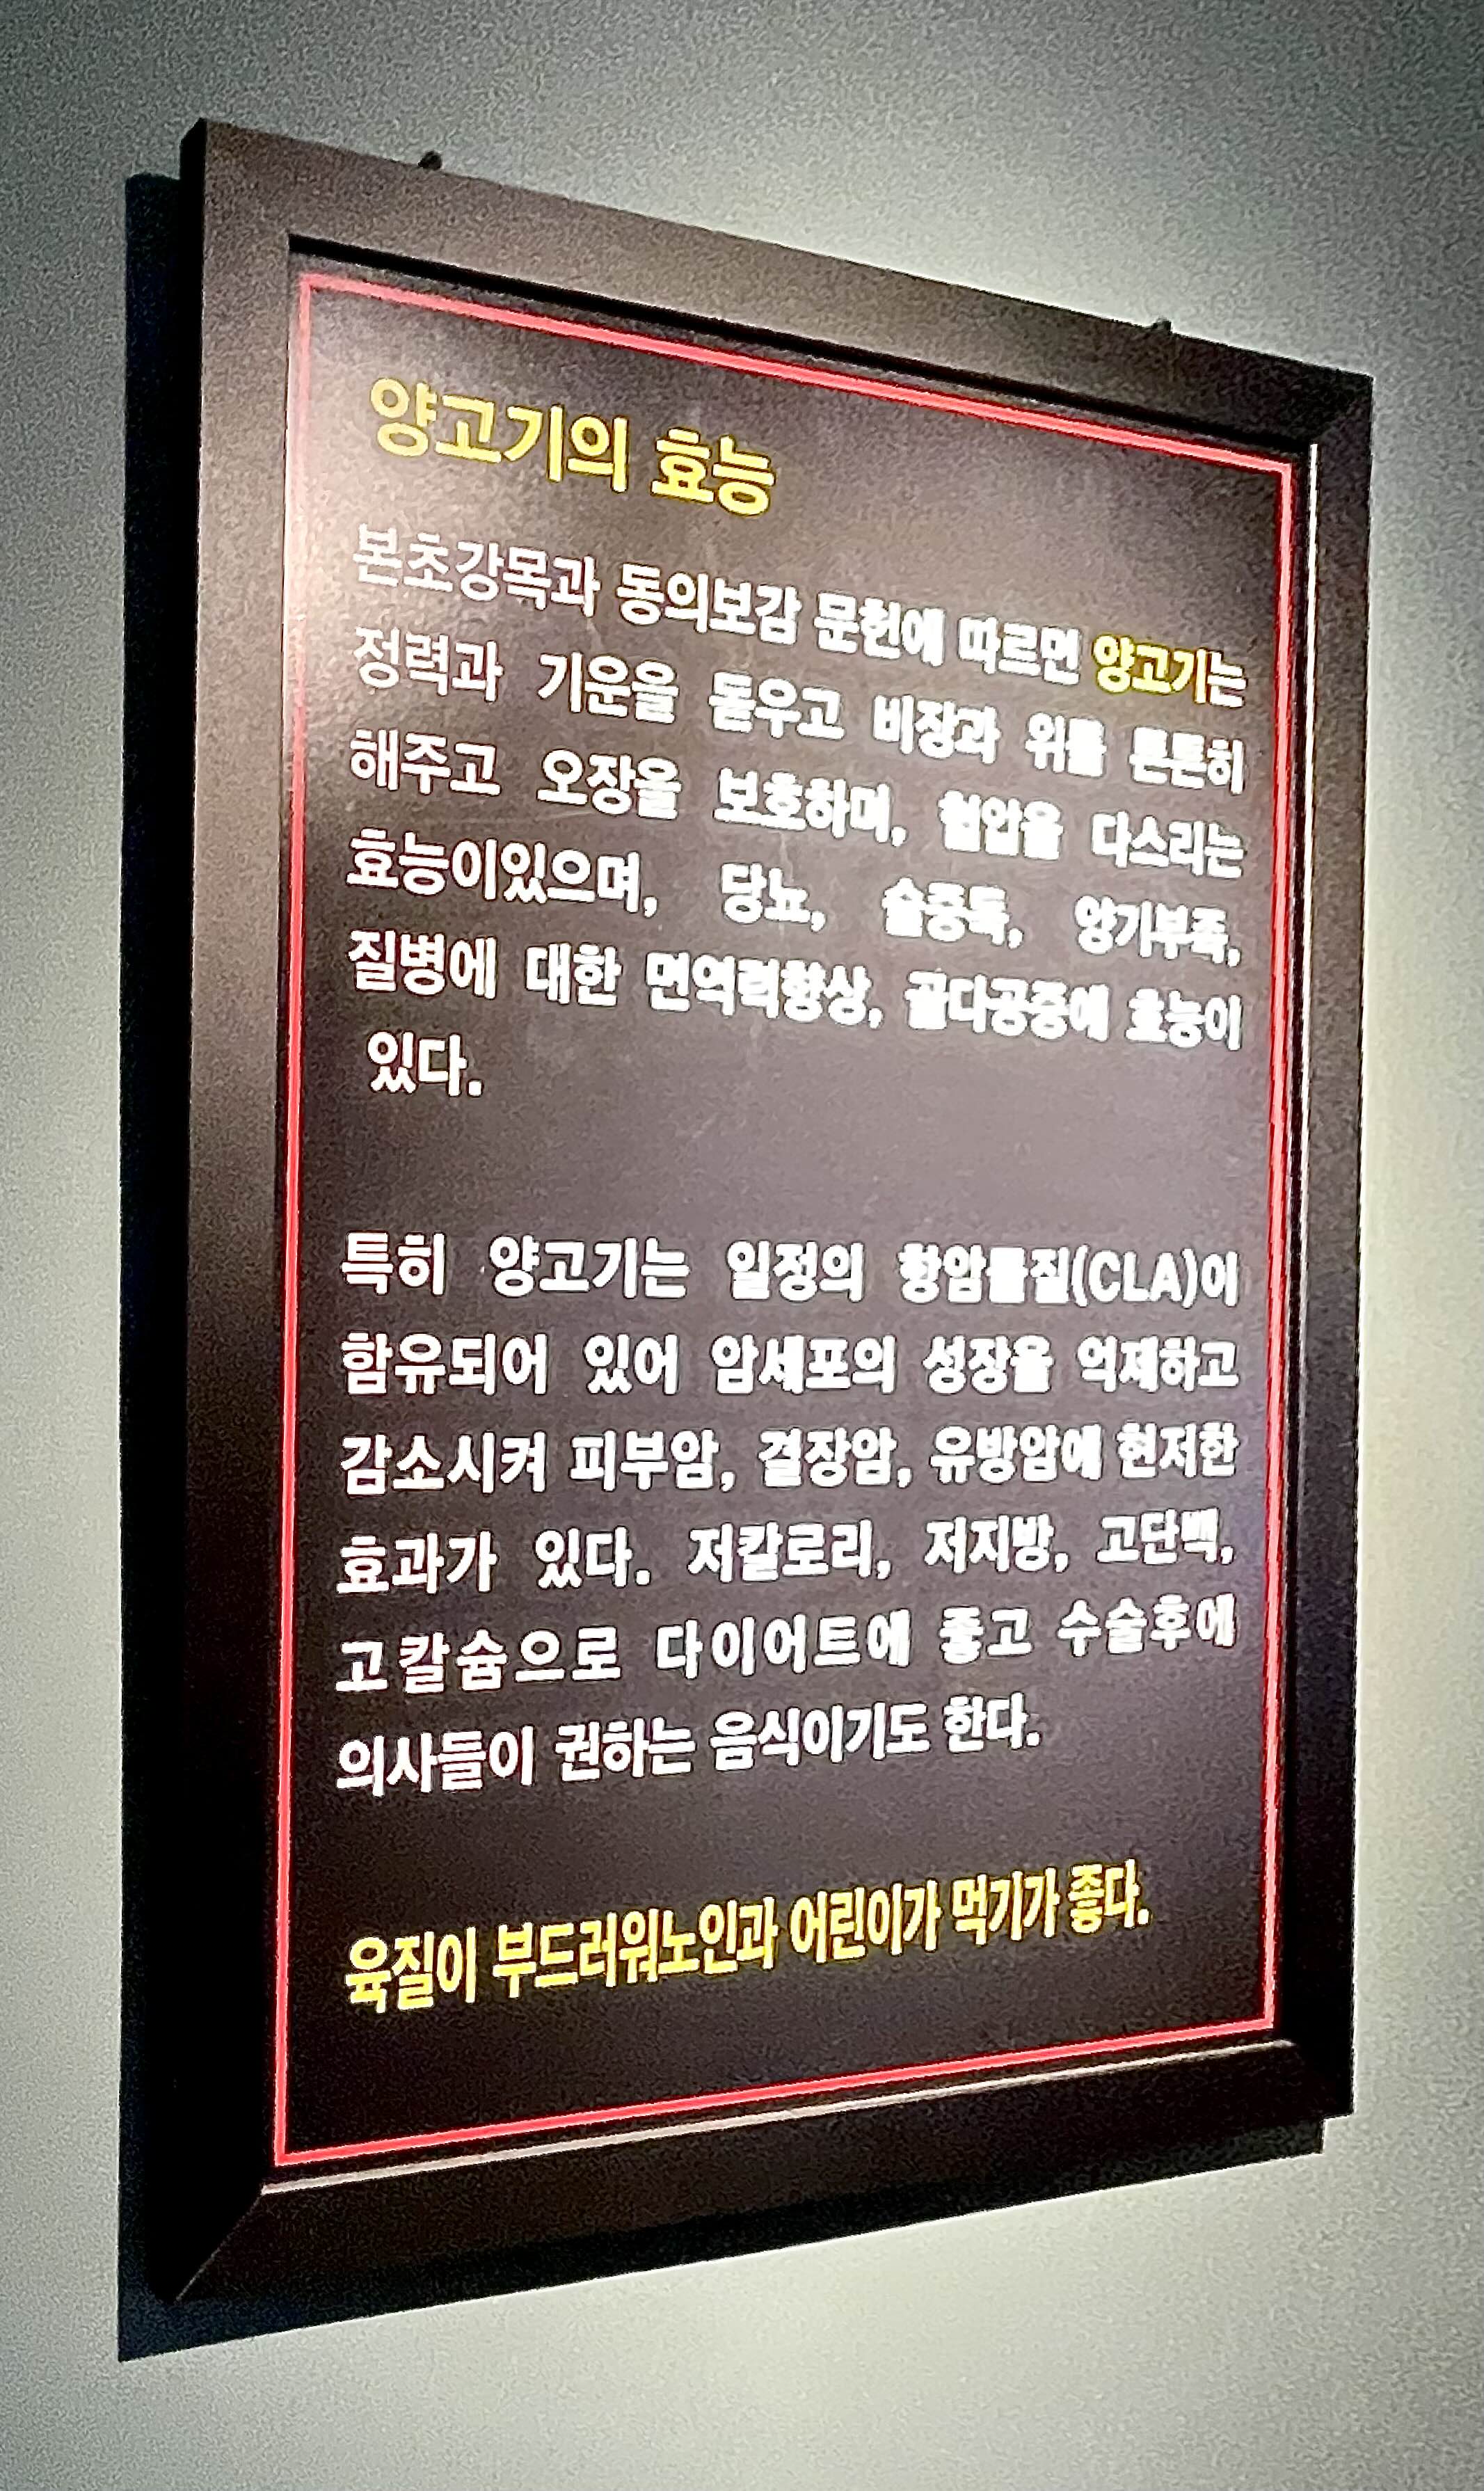 양고기의 효능
본초강목과 동의보감 문헌에 따르면 양고기는
정력과 기운을 돋우고 비장과 위를 튼튼히
해주고 오장을 보호하며, 혈압을 다스리는
효능이있으며, 당뇨, 술중독, 양기부족,
질병에 대한 면역력향상, 골다공증에 효능이
있다.
특히 양고기는 일정의 항암물질(CLA)이
함유되어 있어 암세포의 성장을 억제하고
감소시켜 피부암, 결장암, 유방암에 현저한
효과가 있다. 저칼로리, 저지방, 고단백,
고칼슘으로 다이어트에 좋고 수술후에
의사들이 권하는 음식이기도 한다.
육질이 부드러워노인과 어린이가 먹기가 좋다.